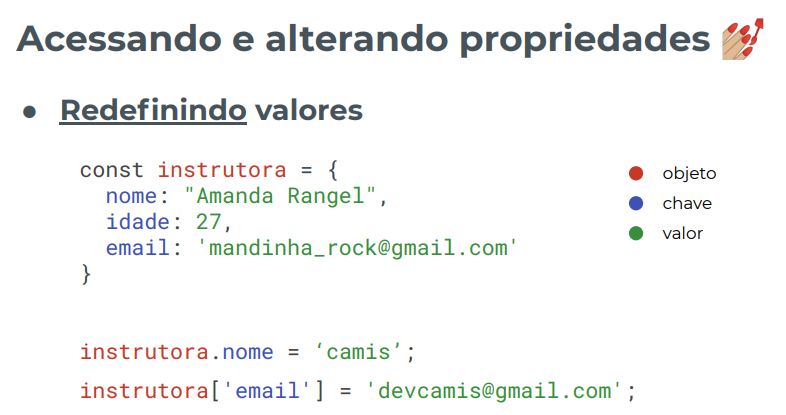 Acessando e alterando propriedades
● Redefinindo valores
const instrutora = {
nome: "Amanda Rangel",
idade: 27,
email: 'mandinha_rock@gmail.com'
}
● objeto
● chave
● valor
instrutora.nome = ‘camis’;
instrutora['email'] = 'devcamis@gmail.com';